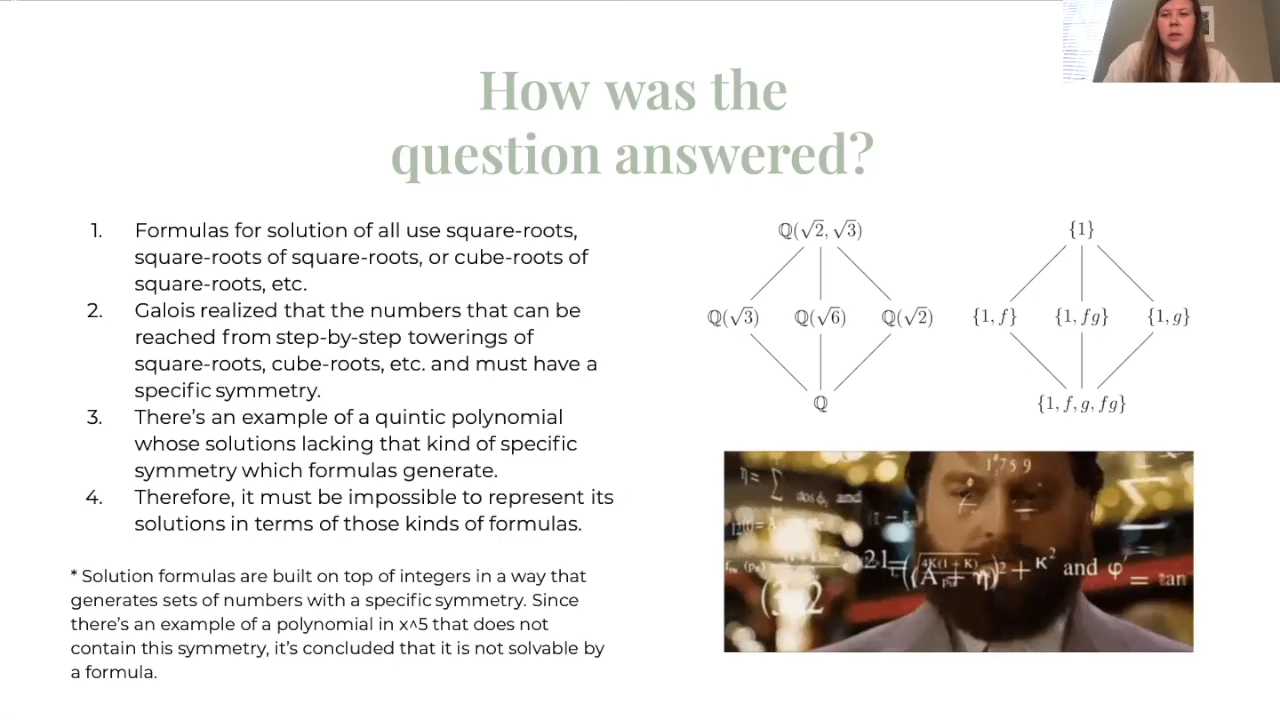 How was the
question answered?
1. Formulas for solution of all use square-roots,
square-roots of square-roots, or cube-roots of
square-roots, etc.
2. Galois realized that the numbers that can be
reached from step-by-step towerings of
square-roots, cube-roots, etc. and must have a
specific symmetry.
3. There's an example of a quintic polynomial
whose solutions lacking that kind of specific
symmetry which formulas generate.
4. Therefore, it must be impossible to represent its
solutions in terms of those kinds of formulas.
* Solution formulas are built on top of integers in a way that
generates sets of numbers with a specific symmetry. Since
there's an example of a polynomial in x^5 that does not
contain this symmetry, it's concluded that it is not solvable by
a formula.
ℚ(√2, √3)
ℚ(√3) ℚ(√6) ℚ(√2)
ℚ
{1}
{1, f} {1, fg} {1, g}
{1, f, g, fg}
η= ∑
and
+ κ² and φ'
= tan